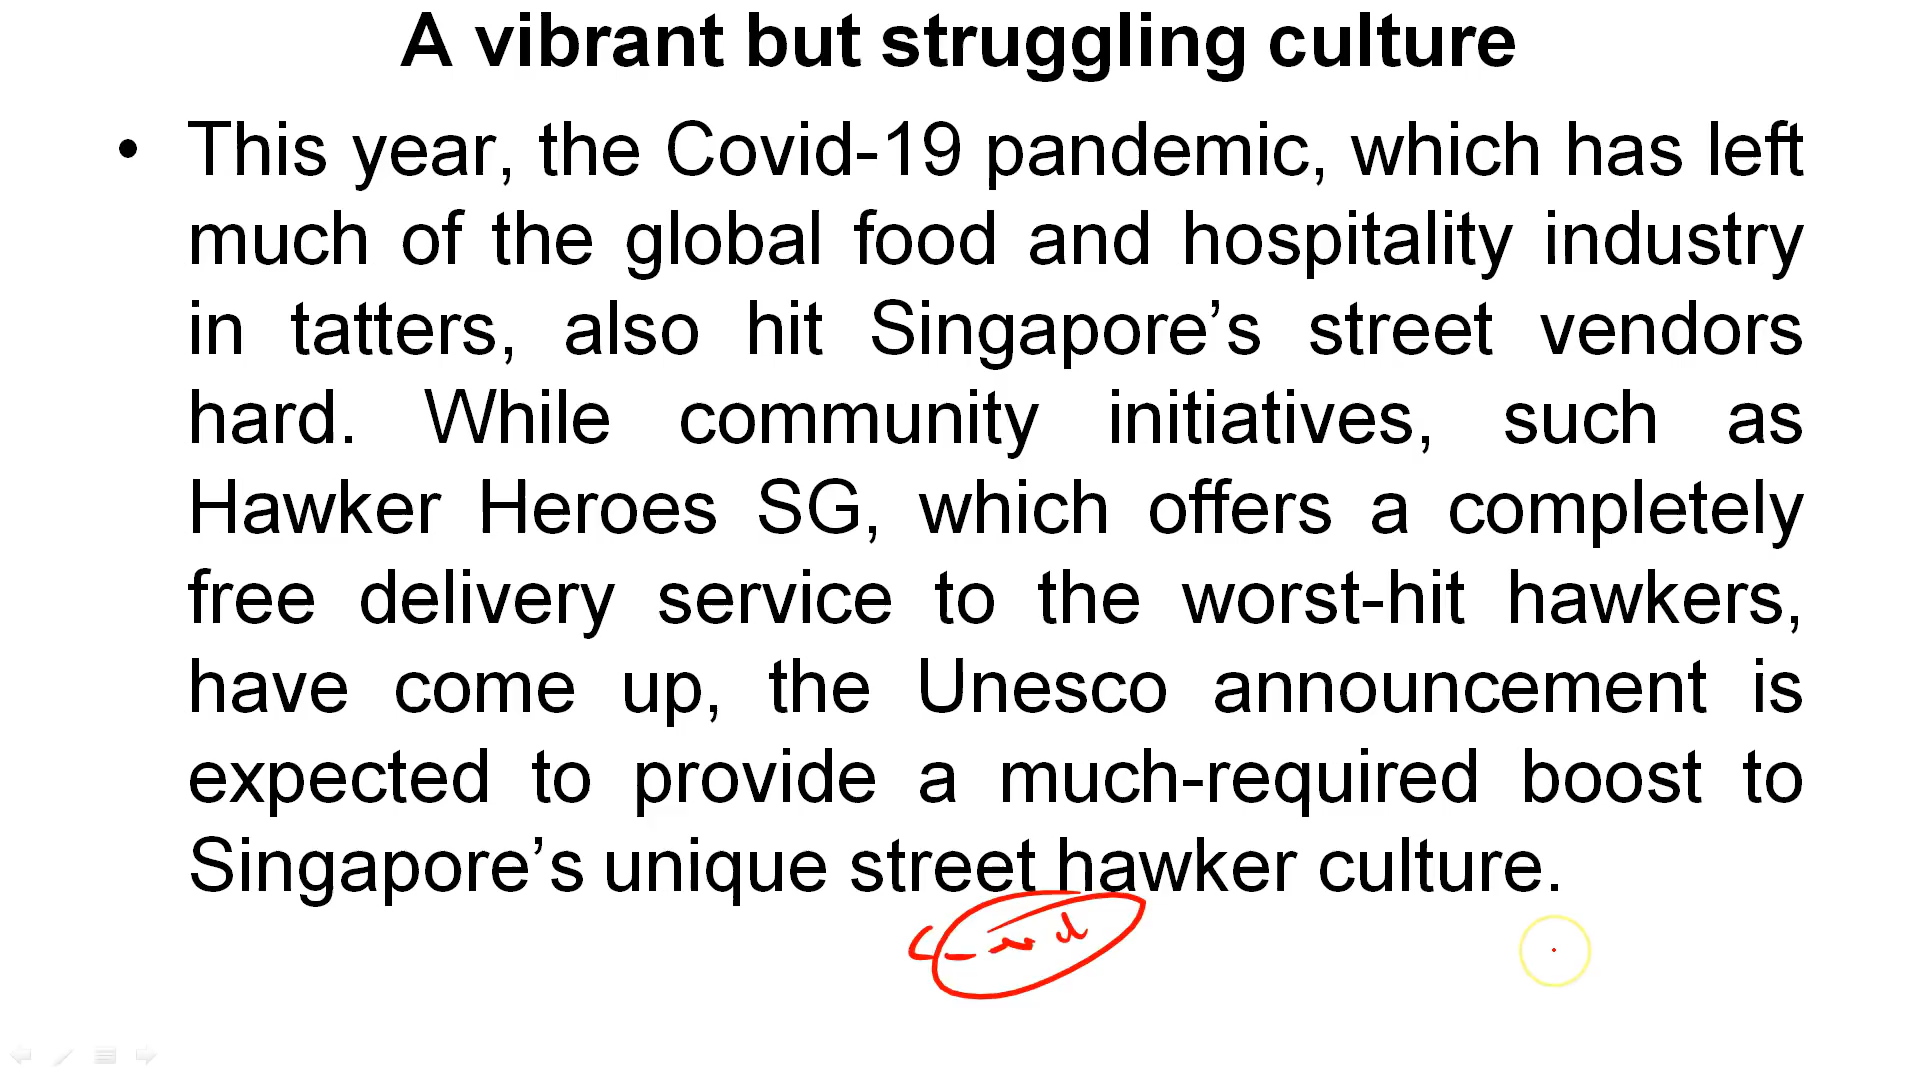 A vibrant but struggling culture
• This year, the Covid-19 pandemic, which has left
much of the global food and hospitality industry
in tatters, also hit Singapore’s street vendors
hard. While community initiatives, such as
Hawker Heroes SG, which offers a completely
free delivery service to the worst-hit hawkers,
have come up, the Unesco announcement is
expected to provide a much-required boost to
Singapore’s unique street hawker culture.